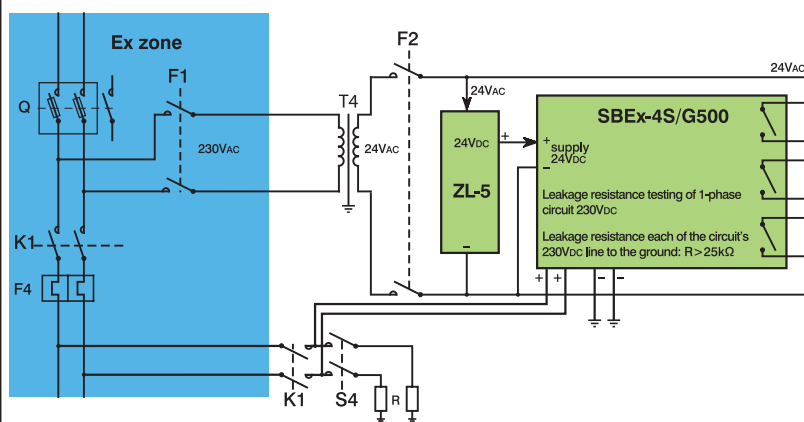 Ex zone
F1
F2
Q
T4
230VAC
24VAC
24VAC
24VAC
24VDC
+
ZL-5
−
SBEx-4S/G500
+ supply
24VDC
−
Leakage resistance testing of 1-phase
circuit 230VDC
Leakage resistance each of the circuit's
230VDC line to the ground: R>25kΩ
+ + − −
K1
F4
K1
S4
R